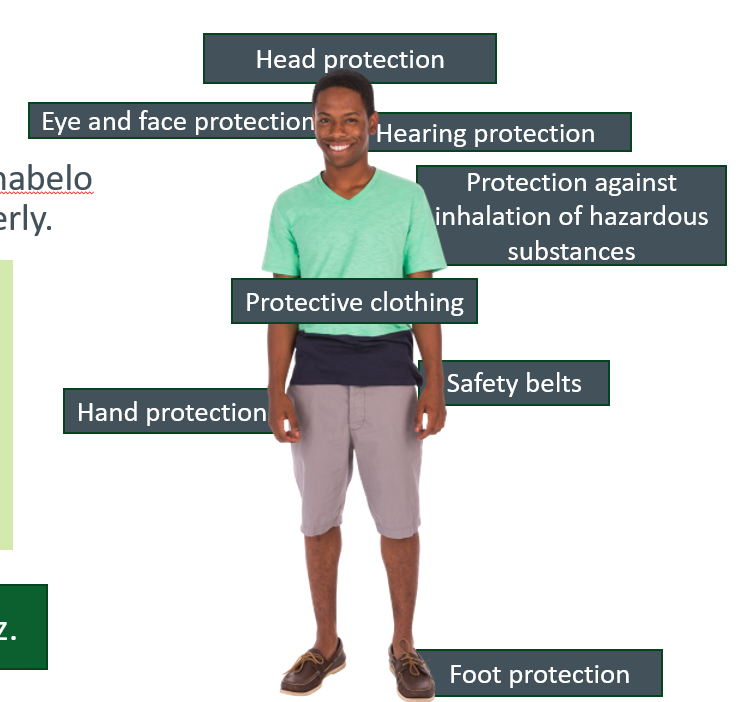 Head protection
Eye and face protection
Hearing protection
nabelo
erly.
Protection against
inhalation of hazardous
substances
Protective clothing
Safety belts
Hand protection
z.
Foot protection